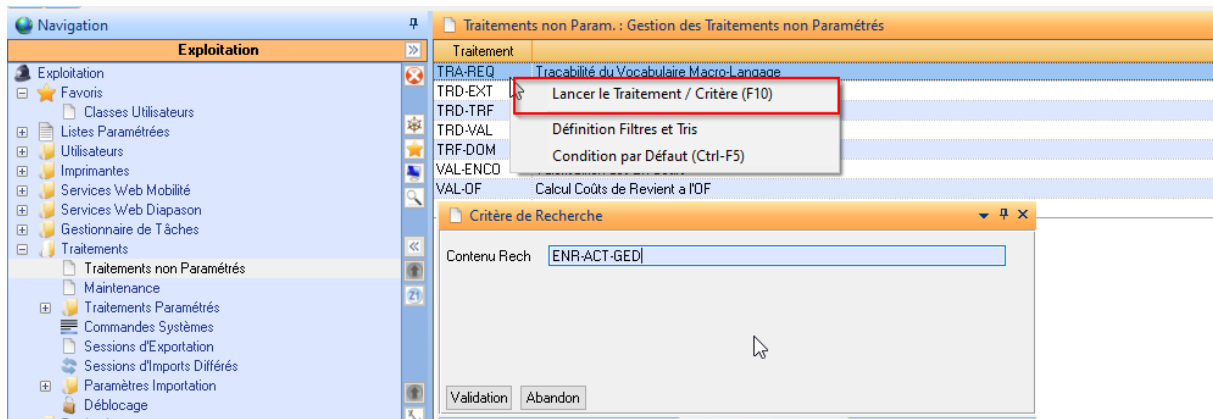 Navigation
Exploitation
Exploitation
Favoris
Classes Utilisateurs
Listes Paramétrées
Utilisateurs
Imprimantes
Services Web Mobilité
Services Web Diapason
Gestionnaire de Tâches
Traitements
Traitements non Paramétrés
Maintenance
Traitements Paramétrés
Commandes Systèmes
Sessions d'Exportation
Sessions d'Imports Différés
Paramètres Importation
Déblocage
Traitements non Param. : Gestion des Traitements non Paramétrés
Traitement
TRA-REQ Traçabilité du Vocabulaire Macro-Langage
TRD-EXT
TRD-TRF
TRD-VAL
TRF-DOM
VAL-ENCO
VAL-OF Calcul Coûts de Revient a l'OF
Lancer le Traitement / Critère (F10)
Définition Filtres et Tris
Condition par Défaut (Ctrl-F5)
Critère de Recherche
Contenu Rech ENR-ACT-GED
Validation Abandon